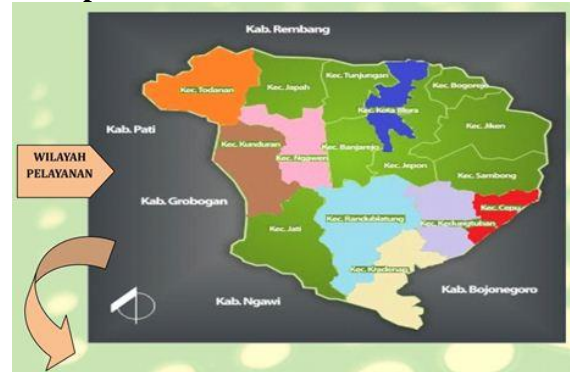 Kab. Rembang
Kec. Todanan
Kec. Japah
Kec. Tunjungan
Kec. Bogorejo
Kec. Kota Blora
Kab. Pati
Kec. Kunduran
Kec. Ngawen
Kec. Banjarejo
Kec. Jiken
WILAYAH
PELAYANAN
Kec. Jepon
Kec. Sambong
Kab. Grobogan
Kec. Jati
Kec. Randublatung
Kec. Kedungtuban
Kec. Cepu
Kec. Kradenan
Kab. Ngawi
Kab. Bojonegoro